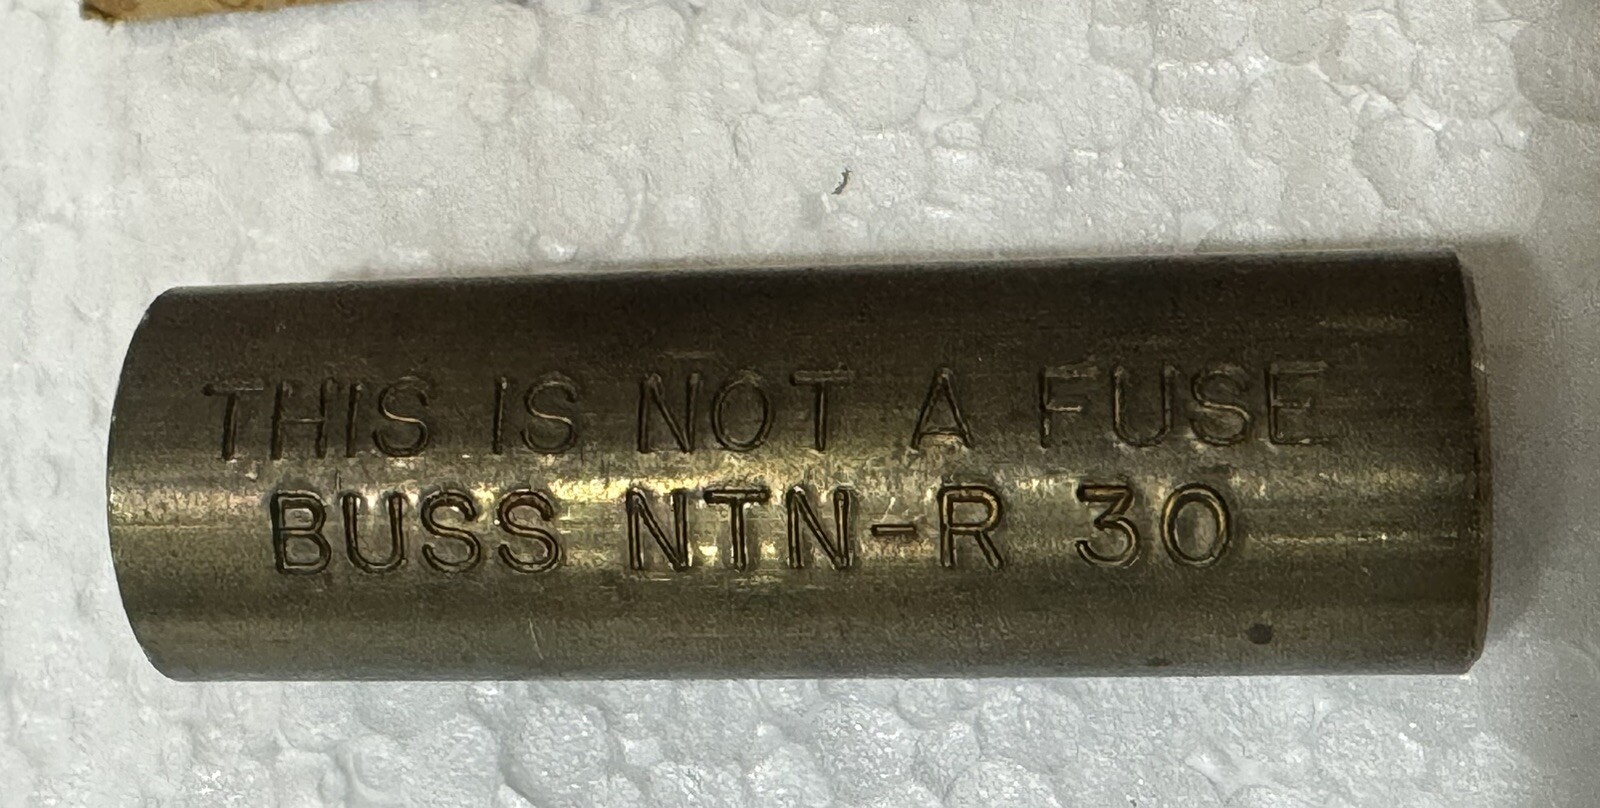 THIS IS NOT A FUSE
BUSS NTN-R 30